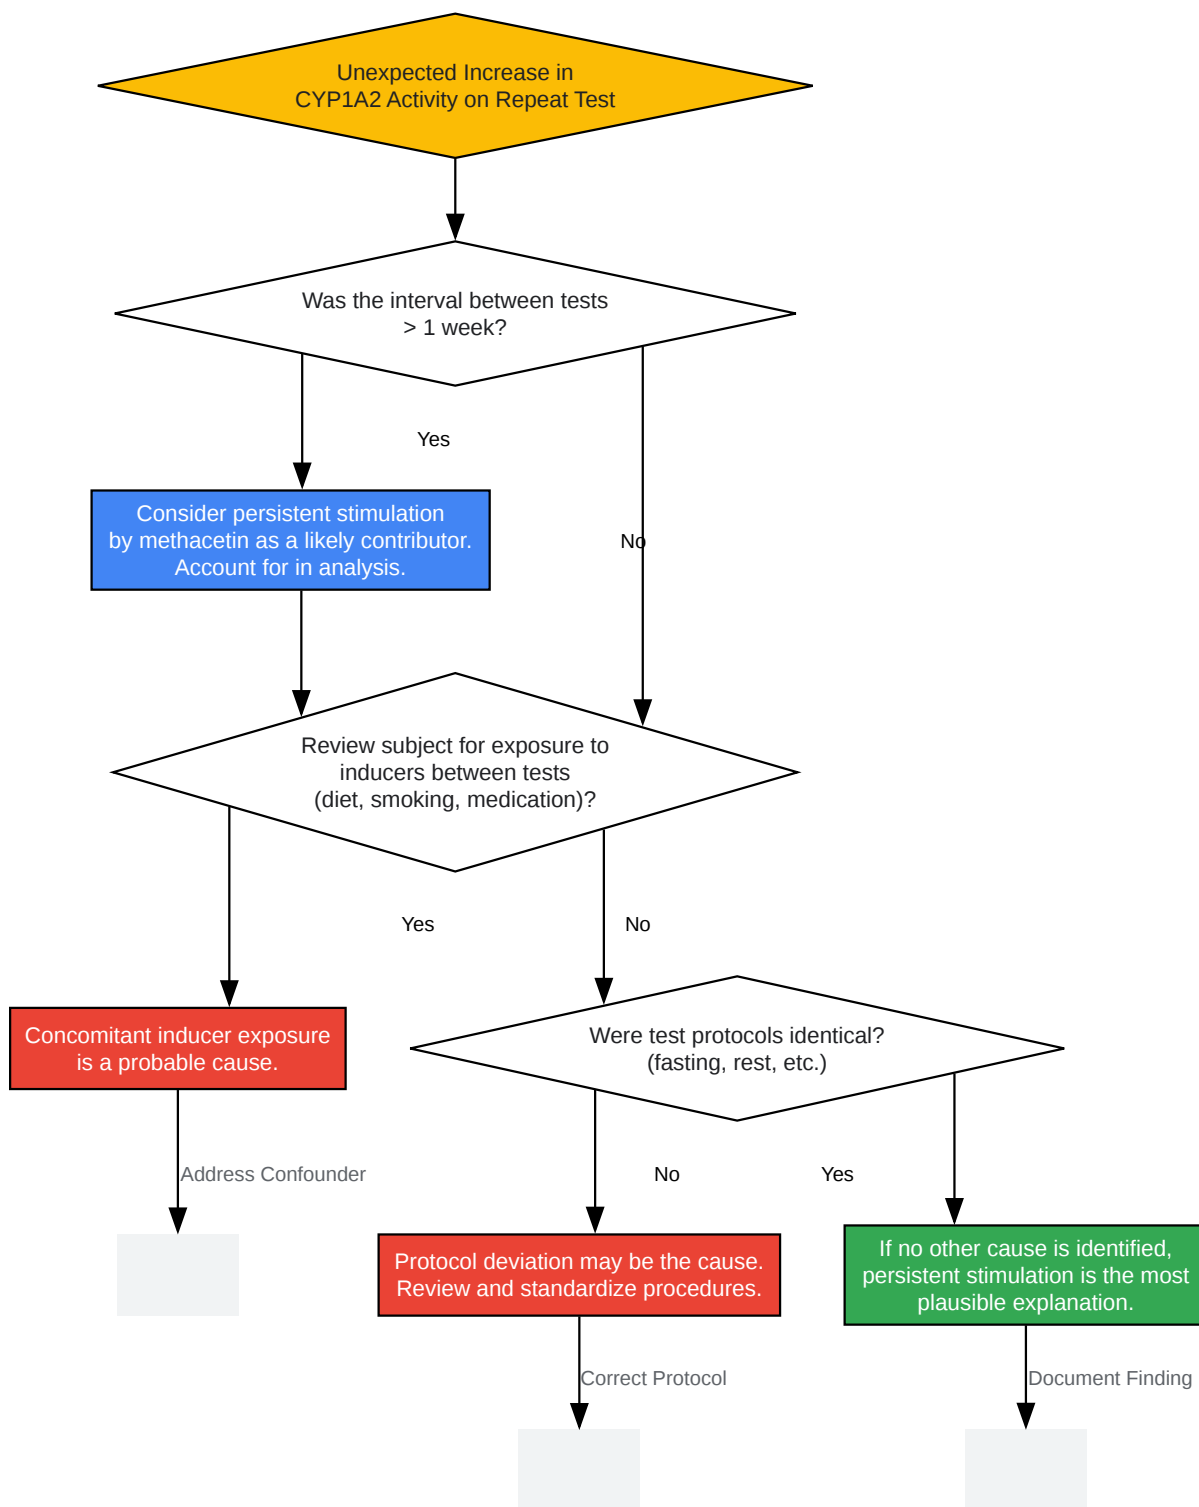 Unexpected Increase in
CYP1A2 Activity on Repeat Test
Was the interval between tests
> 1 week?
Yes
Consider persistent stimulation
by methacetin as a likely contributor.
Account for in analysis.
No
Review subject for exposure to
inducers between tests
(diet, smoking, medication)?
Yes
No
Concomitant inducer exposure
is a probable cause.
Were test protocols identical?
(fasting, rest, etc.)
Address Confounder
No
Yes
Protocol deviation may be the cause.
Review and standardize procedures.
If no other cause is identified,
persistent stimulation is the most
plausible explanation.
Correct Protocol
Document Finding